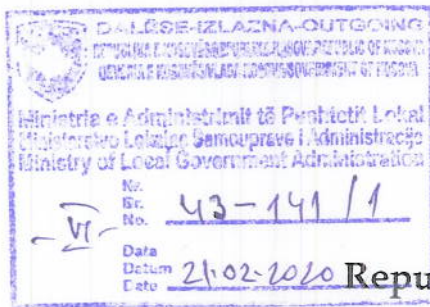 DALËSE-IZLAZNA-OUTGOING
Ministria e Administrimit të Pushtetit Lokal
Ministarstvo Lokalne Samouprave i Administracije
Ministry of Local Government Administration
Nr.
Br.
No. 43-141/1
- VI -
Data
Datum
Date 21.02.2020 Repu